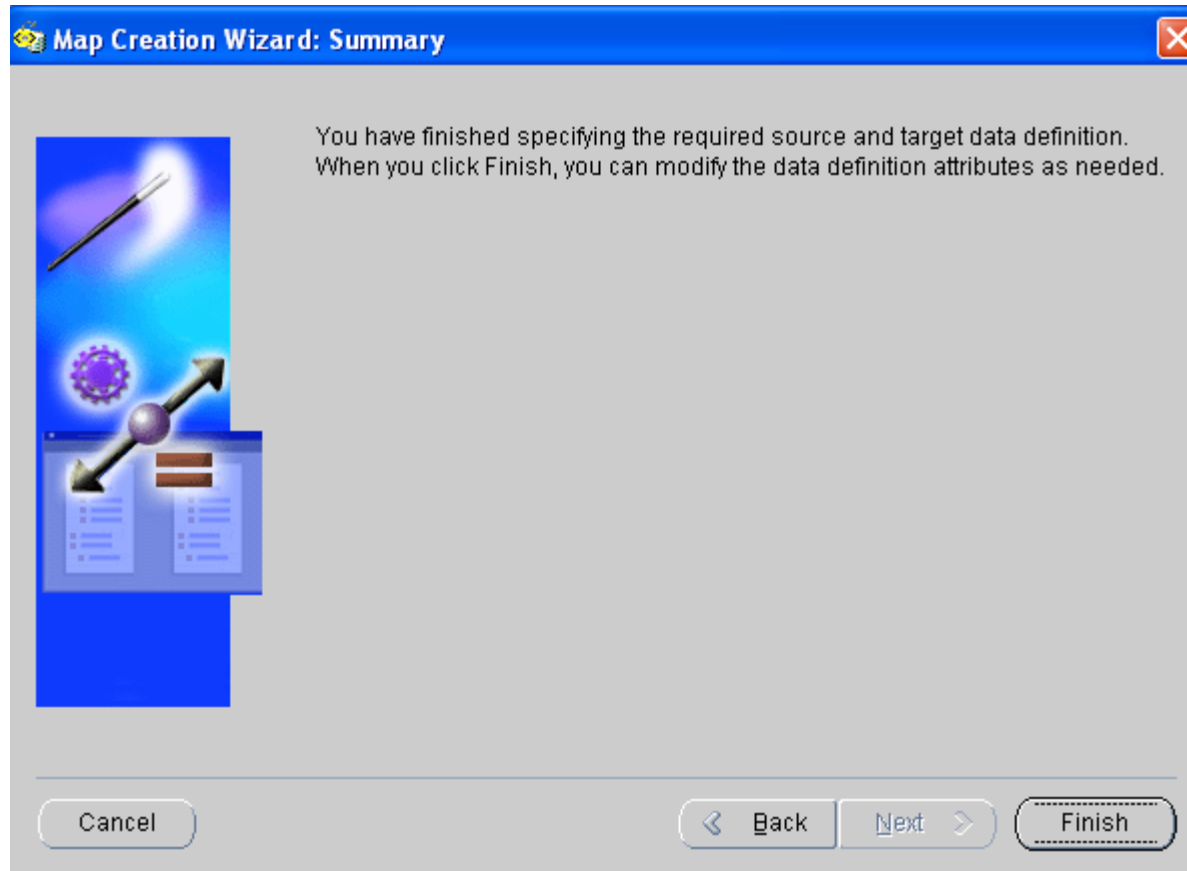 Map Creation Wizard: Summary
You have finished specifying the required source and target data definition.
When you click Finish, you can modify the data definition attributes as needed.
Cancel
Back
Next
Finish